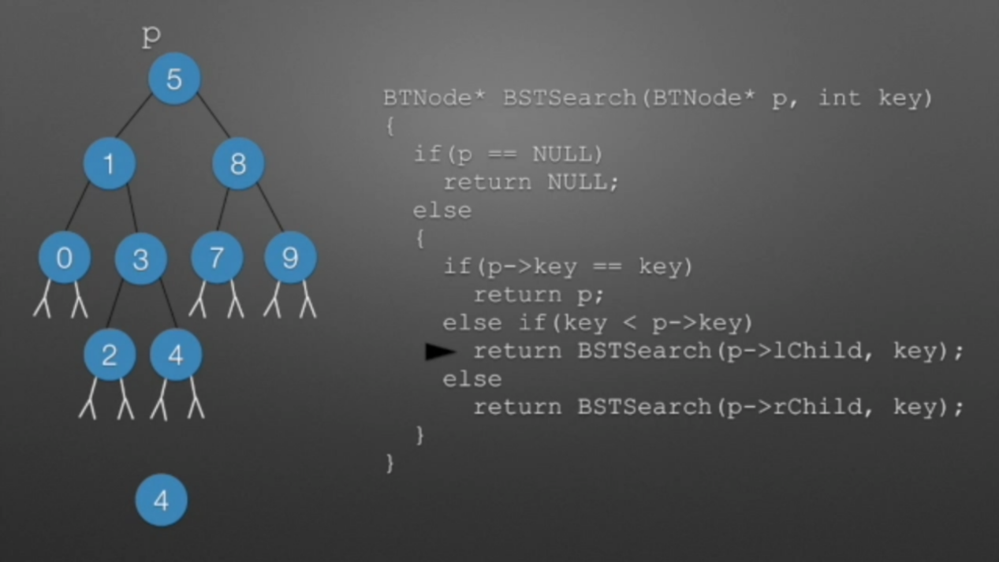 p
5
1 8
0 3 7 9
2 4
4
BTNode* BSTSearch(BTNode* p, int key)
{
if(p == NULL)
return NULL;
else
{
if(p->key == key)
return p;
else if(key < p->key)
return BSTSearch(p->lChild, key);
else
return BSTSearch(p->rChild, key);
}
}